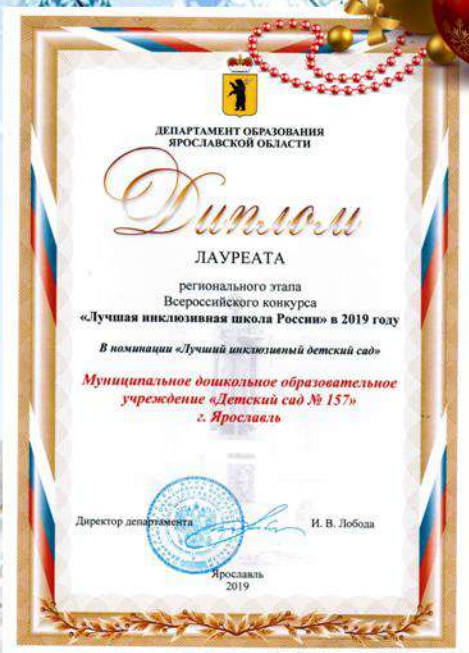 ДЕПАРТАМЕНТ ОБРАЗОВАНИЯ
ЯРОСЛАВСКОЙ ОБЛАСТИ
Диплом
ЛАУРЕАТА
регионального этапа
Всероссийского конкурса
«Лучшая инклюзивная школа России» в 2019 году
В номинации «Лучший инклюзивный детский сад»
Муниципальное дошкольное образовательное
учреждение «Детский сад № 157»
г. Ярославль
Директор департамента И. В. Лобода
Ярославль
2019